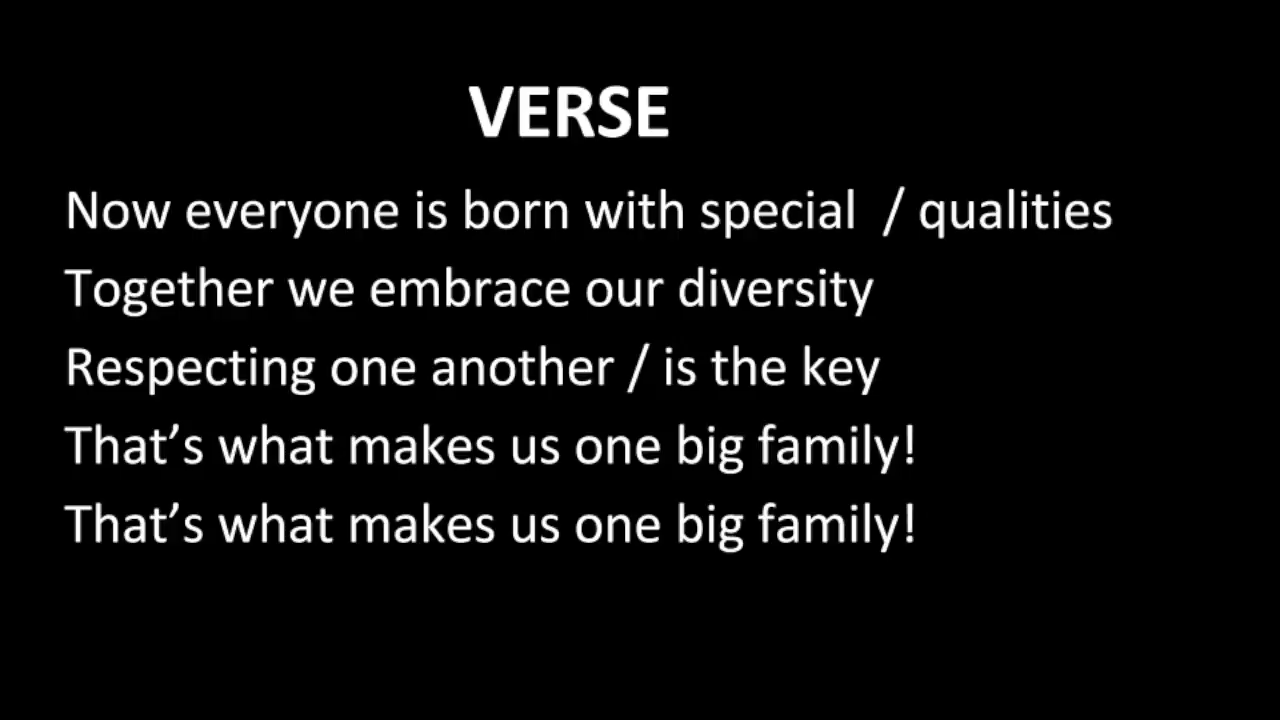 VERSE
Now everyone is born with special  / qualities
Together we embrace our diversity
Respecting one another / is the key
That’s what makes us one big family!
That’s what makes us one big family!